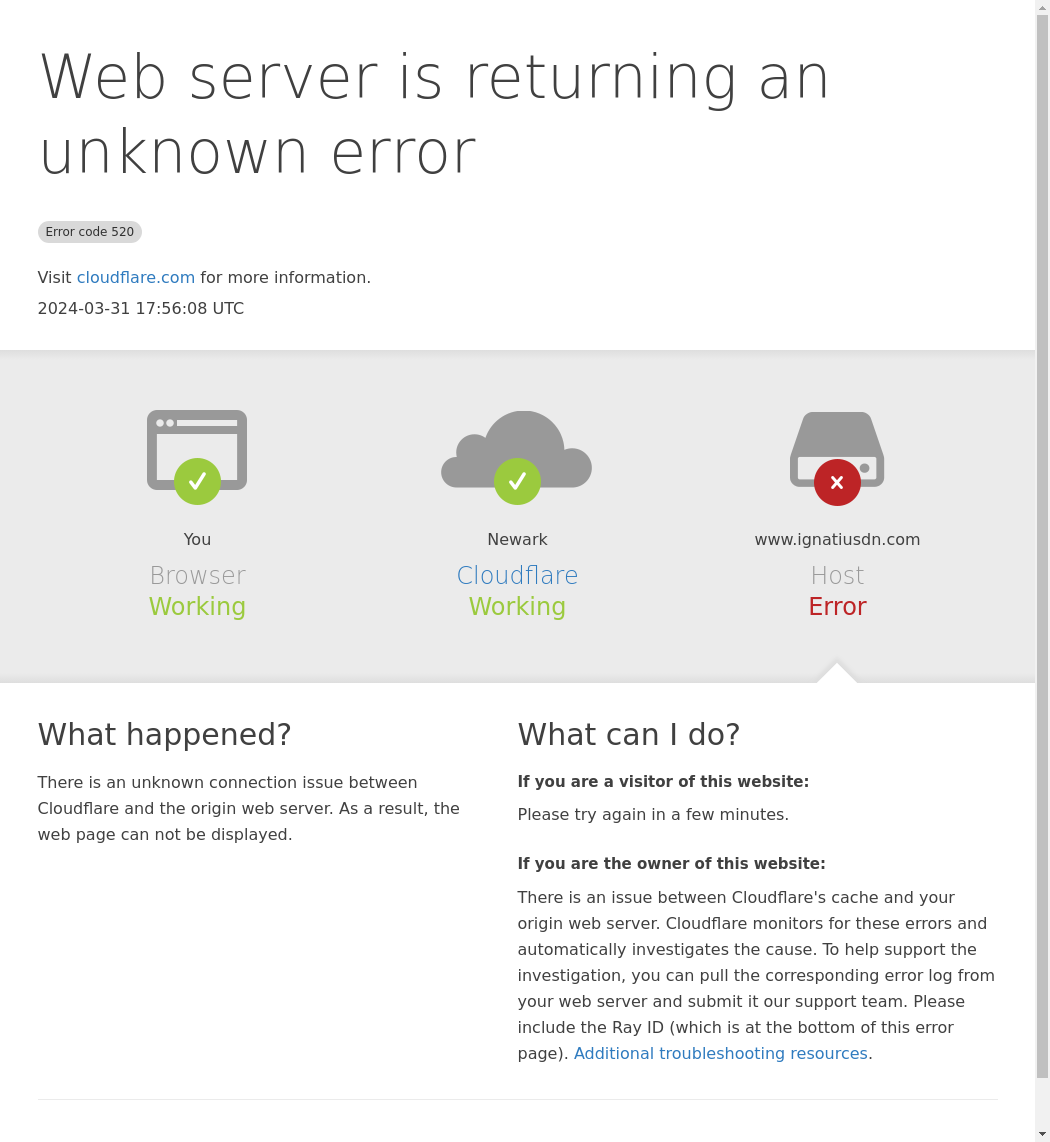 Web server is returning an
unknown error
Error code 520
Visit cloudflare.com for more information.
2024-03-31 17:56:08 UTC
You
Browser
Working
Newark
Cloudflare
Working
www.ignatiusdn.com
Host
Error
What happened?
There is an unknown connection issue between
Cloudflare and the origin web server. As a result, the
web page can not be displayed.
What can I do?
If you are a visitor of this website:
Please try again in a few minutes.
If you are the owner of this website:
There is an issue between Cloudflare's cache and your
origin web server. Cloudflare monitors for these errors and
automatically investigates the cause. To help support the
investigation, you can pull the corresponding error log from
your web server and submit it our support team. Please
include the Ray ID (which is at the bottom of this error
page). Additional troubleshooting resources.